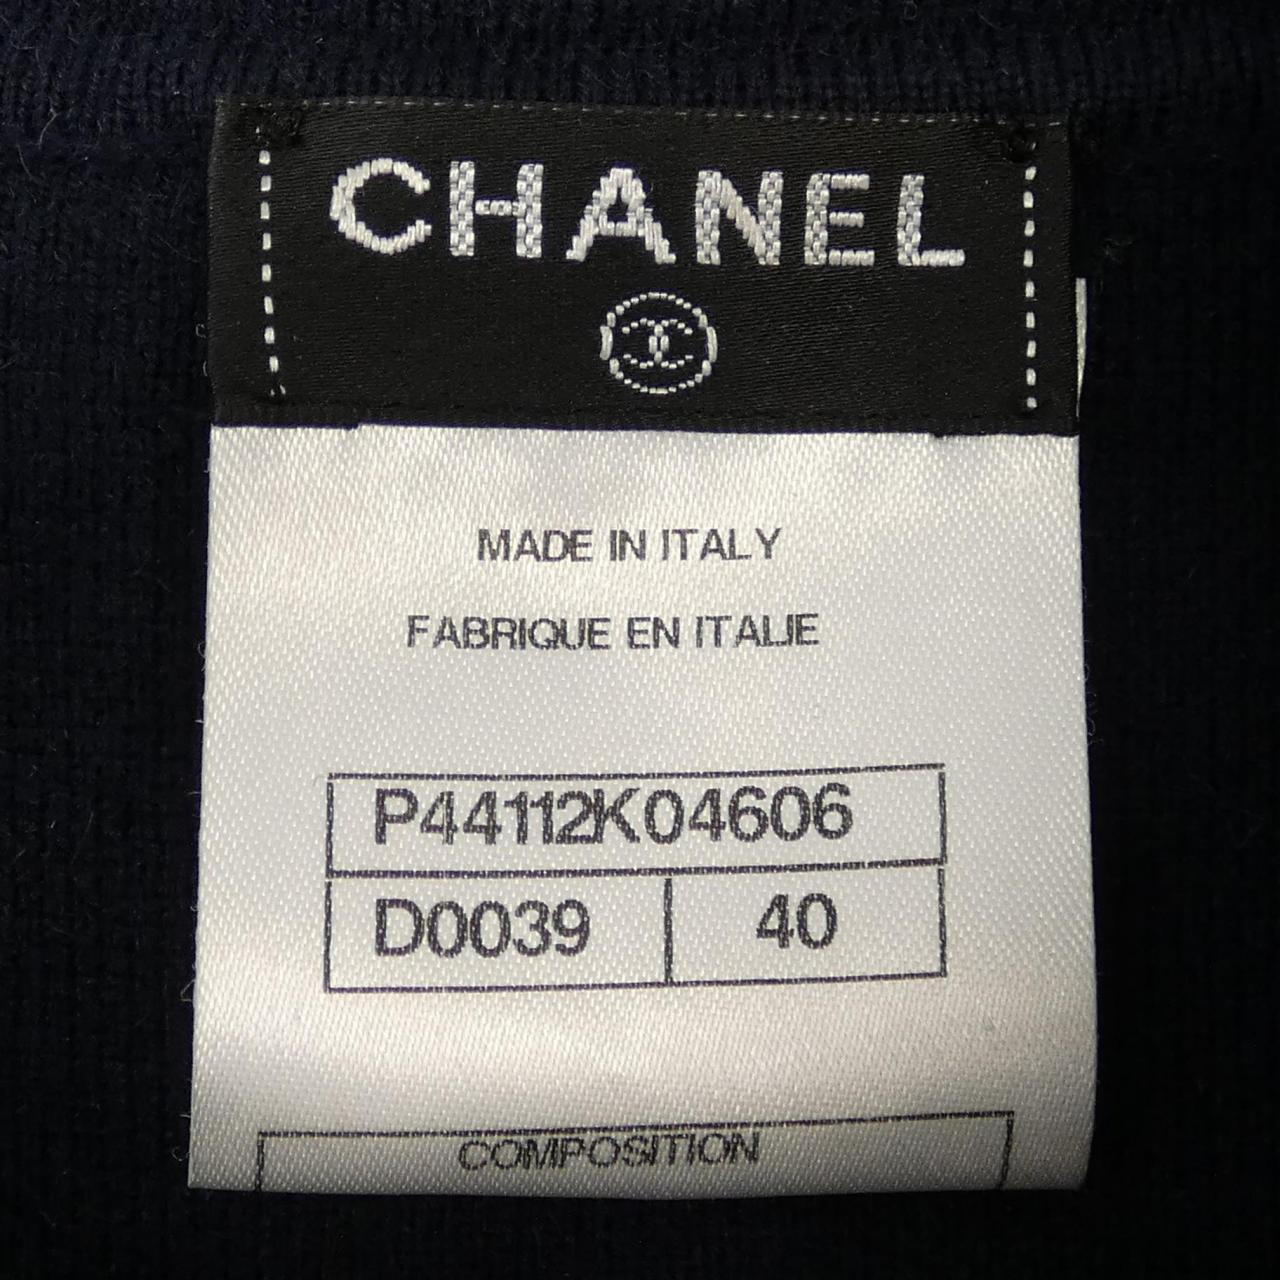 CHANEL
MADE IN ITALY
FABRIQUE EN ITALIE
P44112K04606
D0039 40
COMPOSITION